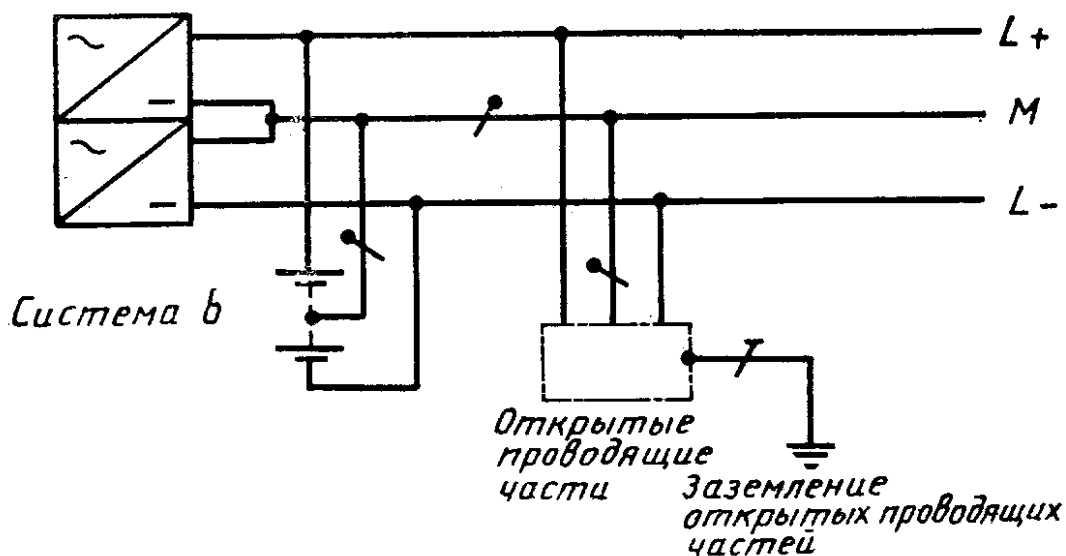 L+
M
L-
Система b
Открытые
проводящие
части
Заземление
открытых проводящих
частей